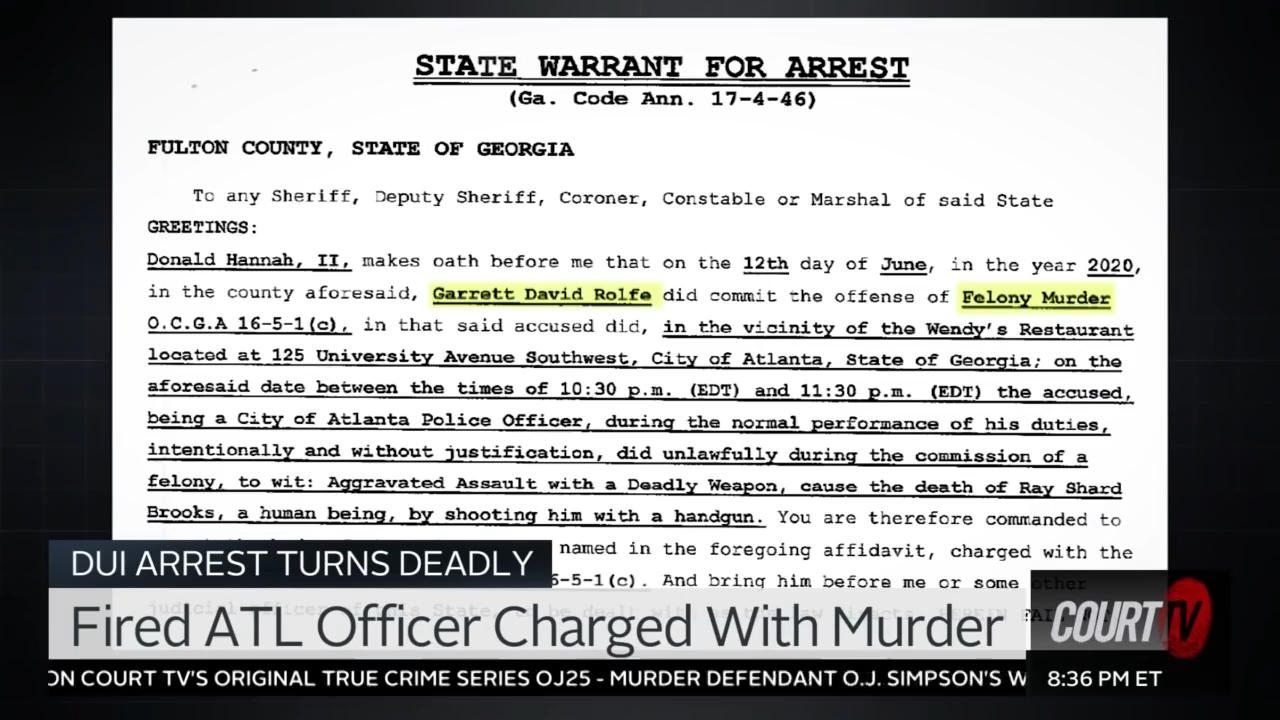 STATE WARRANT FOR ARREST
(Ga. Code Ann. 17-4-46)
FULTON COUNTY, STATE OF GEORGIA
To any Sheriff, Deputy Sheriff, Coroner, Constable or Marshal of said State
GREETINGS:
Donald Hannah, II, makes oath before me that on the 12th day of June, in the year 2020,
in the county aforesaid, Garrett David Rolfe did commit the offense of Felony Murder
O.C.G.A 16-5-1(c), in that said accused did, in the vicinity of the Wendy's Restaurant
located at 125 University Avenue Southwest, City of Atlanta, State of Georgia; on the
aforesaid date between the times of 10:30 p.m. (EDT) and 11:30 p.m. (EDT) the accused,
being a City of Atlanta Police Officer, during the normal performance of his duties,
intentionally and without justification, did unlawfully during the commission of a
felony, to wit: Aggravated Assault with a Deadly Weapon, cause the death of Ray Shard
Brooks, a human being, by shooting him with a handgun. You are therefore commanded to
named in the foregoing affidavit, charged with the
6-5-1(c). And bring him before me or some other
DUI ARREST TURNS DEADLY
Fired ATL Officer Charged With Murder
COURT TV
ON COURT TV'S ORIGINAL TRUE CRIME SERIES OJ25 - MURDER DEFENDANT O.J. SIMPSON'S W
8:36 PM ET